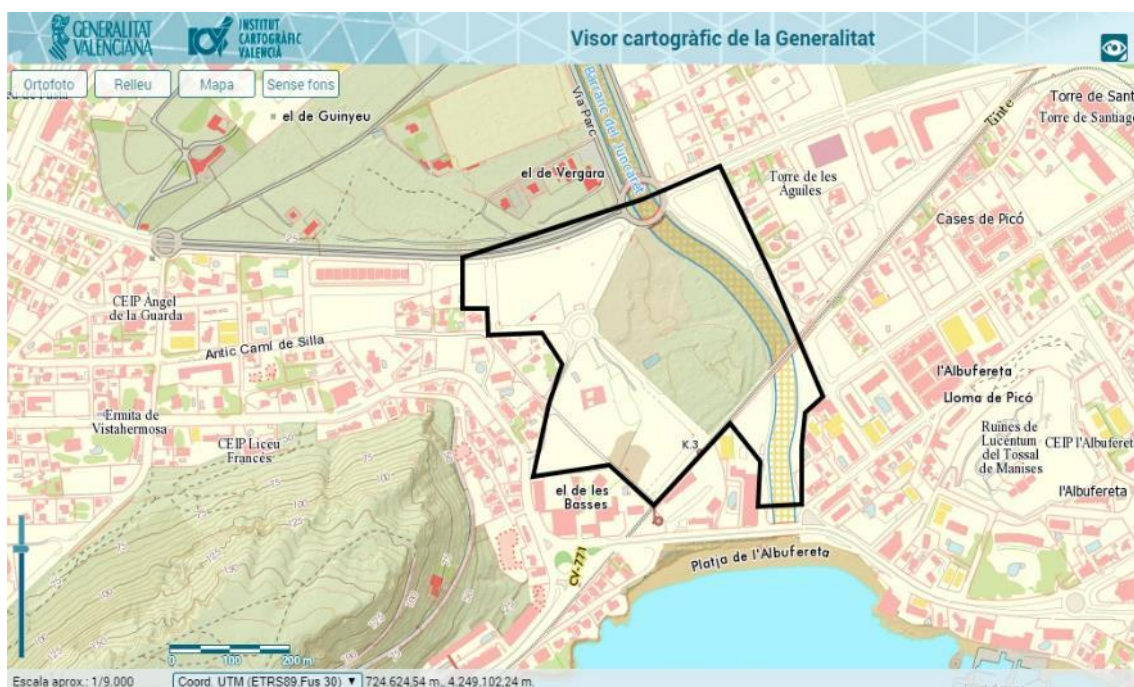 GENERALITAT
VALENCIANA
INSTITUT
CARTOGRÀFIC
VALENCIÀ
Visor cartogràfic de la Generalitat
Ortofoto
Relleu
Mapa
Sense fons
el de Guinyeu
Via Parc
Barranc del Juncaret
Tinte
Torre de Sant
Torre de Santiago
el de Vergara
Torre de les
Àguiles
Cases de Picó
25
CEIP Àngel
de la Guarda
Antic Camí de Silla
l'Albufereta
Lloma de Picó
Ermita de
Vistahermosa
CEIP Liceu
Francés
K.3
Ruïnes de
Lucentum
del Tossal
de Manises
CEIP l'Albufereta
l'Albufereta
el de les
Basses
CV-771
Platja de l'Albufereta
0 100 200 m
Escala aprox.: 1/9.000
Coord. UTM (ETRS89.Fus 30) ▼
724.624,54 m., 4.249.102,24 m.